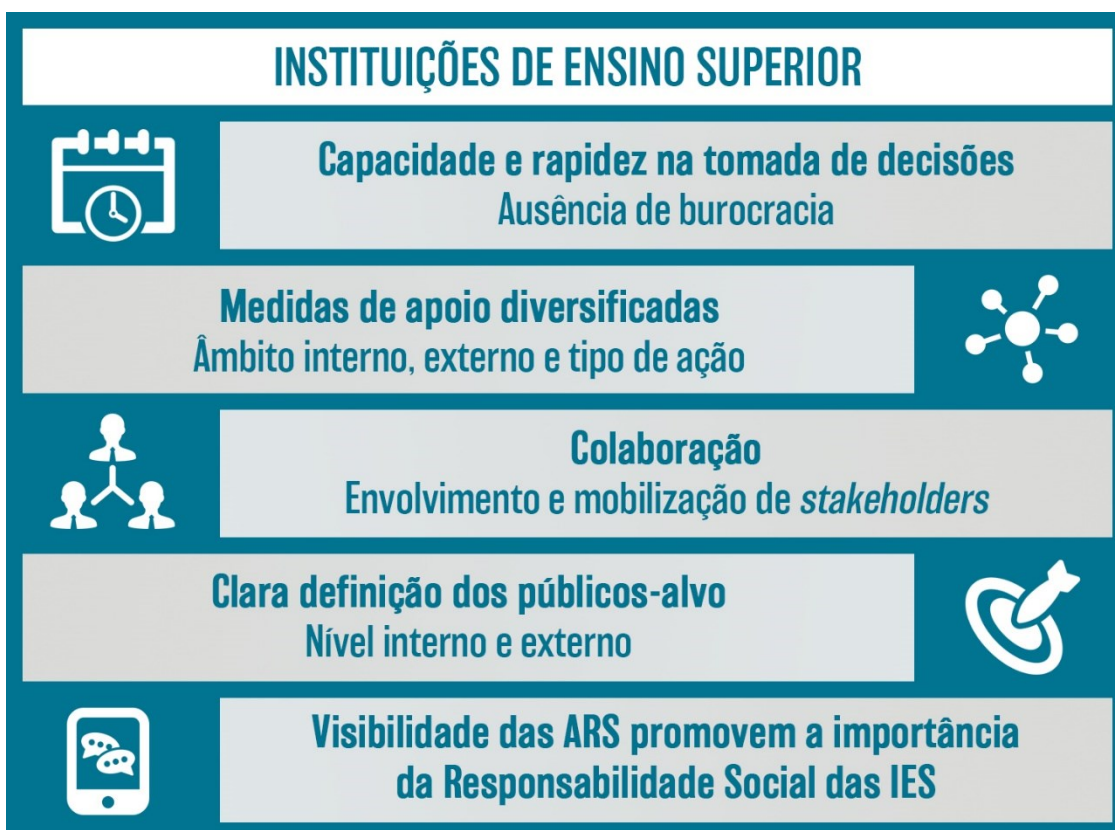 INSTITUIÇÕES DE ENSINO SUPERIOR
Capacidade e rapidez na tomada de decisões
Ausência de burocracia
Medidas de apoio diversificadas
Âmbito interno, externo e tipo de ação
Colaboração
Envolvimento e mobilização de stakeholders
Clara definição dos públicos-alvo
Nível interno e externo
Visibilidade das ARS promovem a importância
da Responsabilidade Social das IES